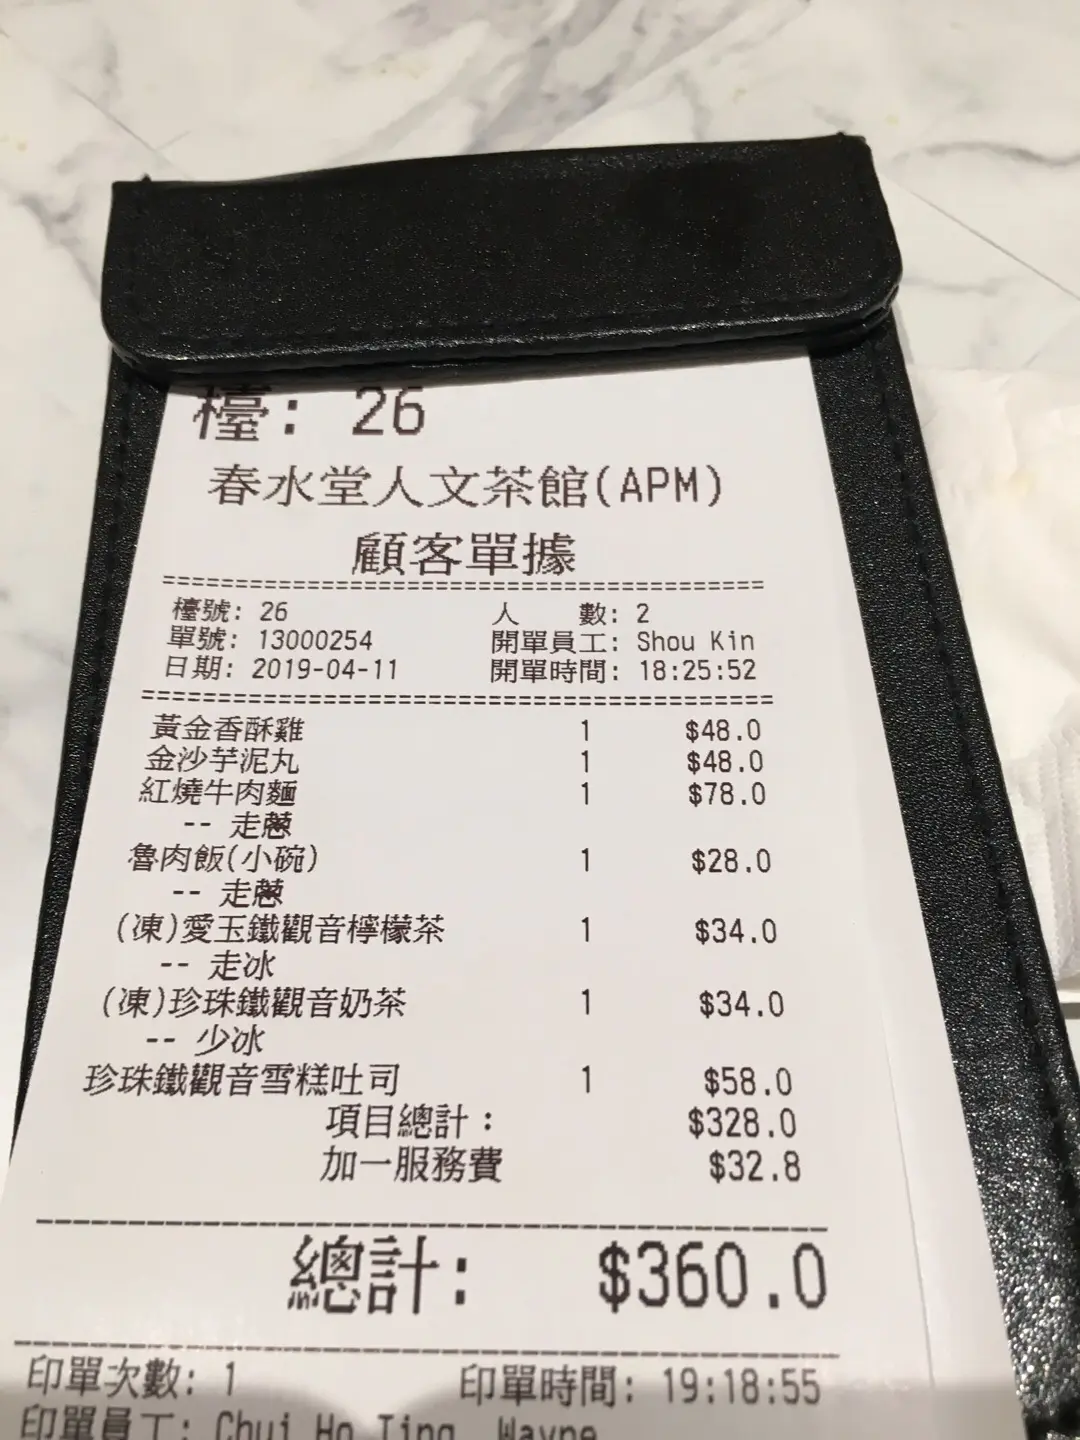 檯: 26
春水堂人文茶館(APM)
顧客單據
檯號: 26 人 數: 2
單號: 13000254 開單員工: Shou Kin
日期: 2019-04-11 開單時間: 18:25:52
黃金香酥雞 1 $48.0
金沙芋泥丸 1 $48.0
紅燒牛肉麵 1 $78.0
-- 走蔥
魯肉飯(小碗) 1 $28.0
-- 走蔥
(凍)愛玉鐵觀音檸檬茶 1 $34.0
-- 走冰
(凍)珍珠鐵觀音奶茶 1 $34.0
-- 少冰
珍珠鐵觀音雪糕吐司 1 $58.0
項目總計: $328.0
加一服務費 $32.8
總計: $360.0
印單次數: 1 印單時間: 19:18:55
印單員工: Chui Ho Ting, Wayne